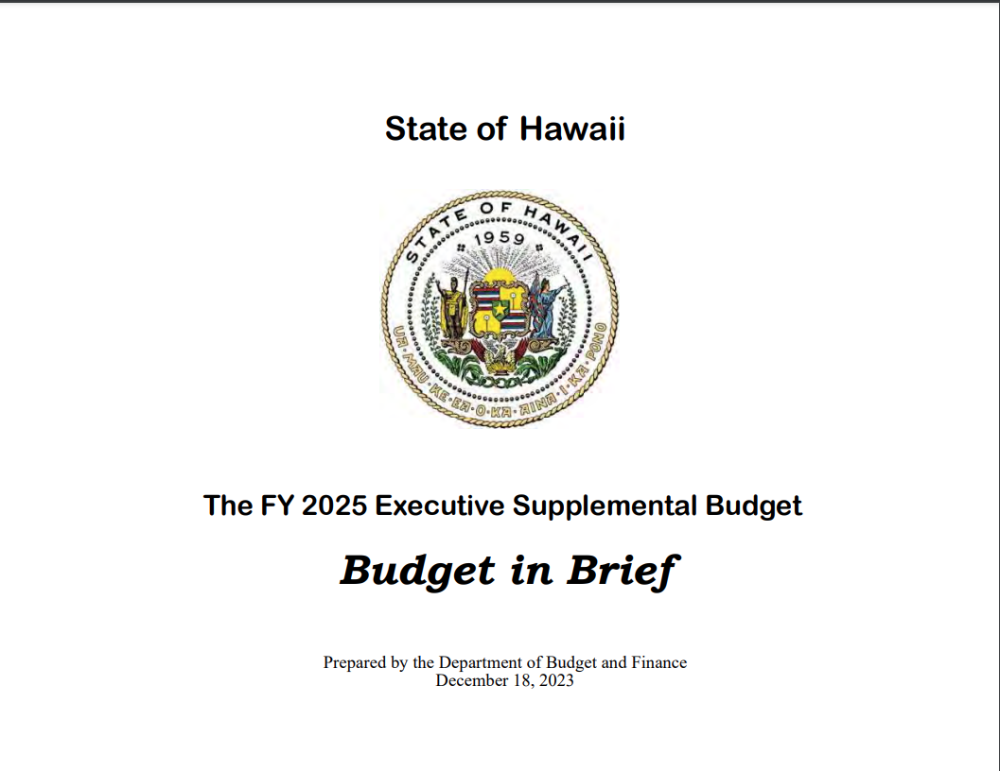 State of Hawaii
STATE OF HAWAII
1959
UA·MAU·KE·EA·O·KA·AINA·I·KA·PONO
The FY 2025 Executive Supplemental Budget
Budget in Brief
Prepared by the Department of Budget and Finance
December 18, 2023